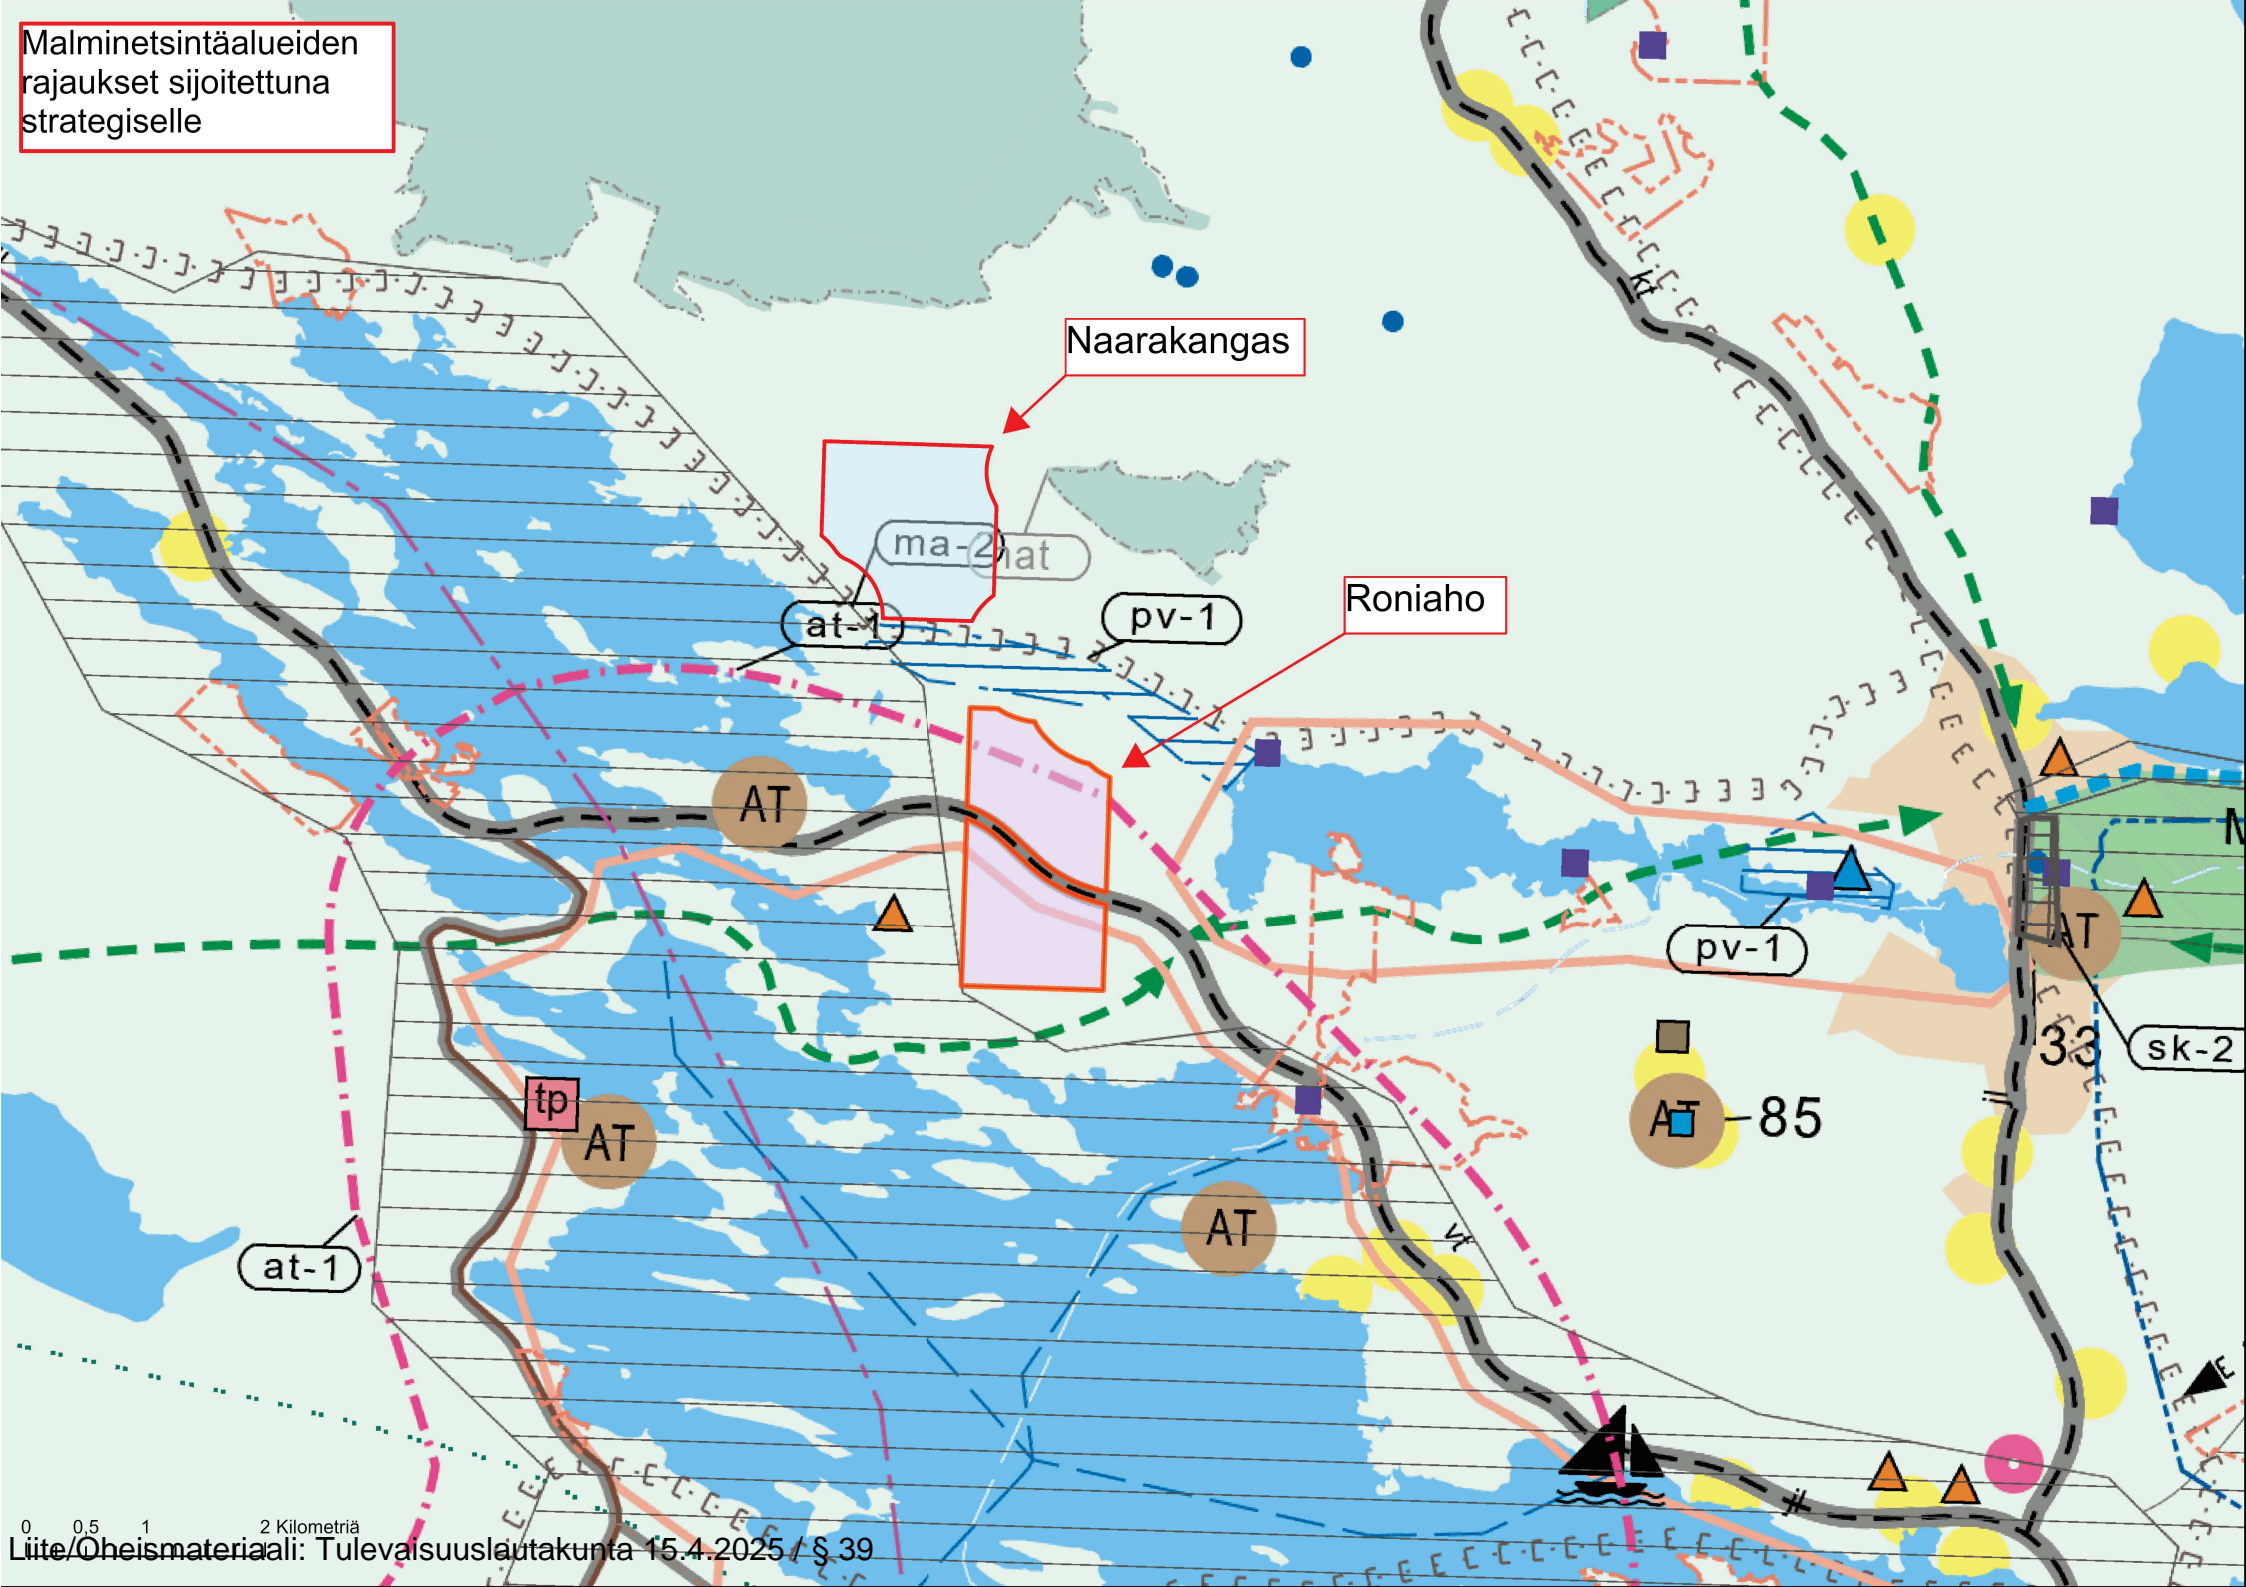 Malminetsintäalueiden
rajaukset sijoitettuna
strategiselle
kt
Naarakangas
ma-2
nat
Roniaho
at-1
pv-1
AT
M
pv-1
AT
33
sk-2
tp
AT
AT
85
AT
vt
at-1
jl
0 0,5 1 2 Kilometriä
Liite/Oheismateriaali: Tulevaisuuslautakunta 15.4.2025 / § 39